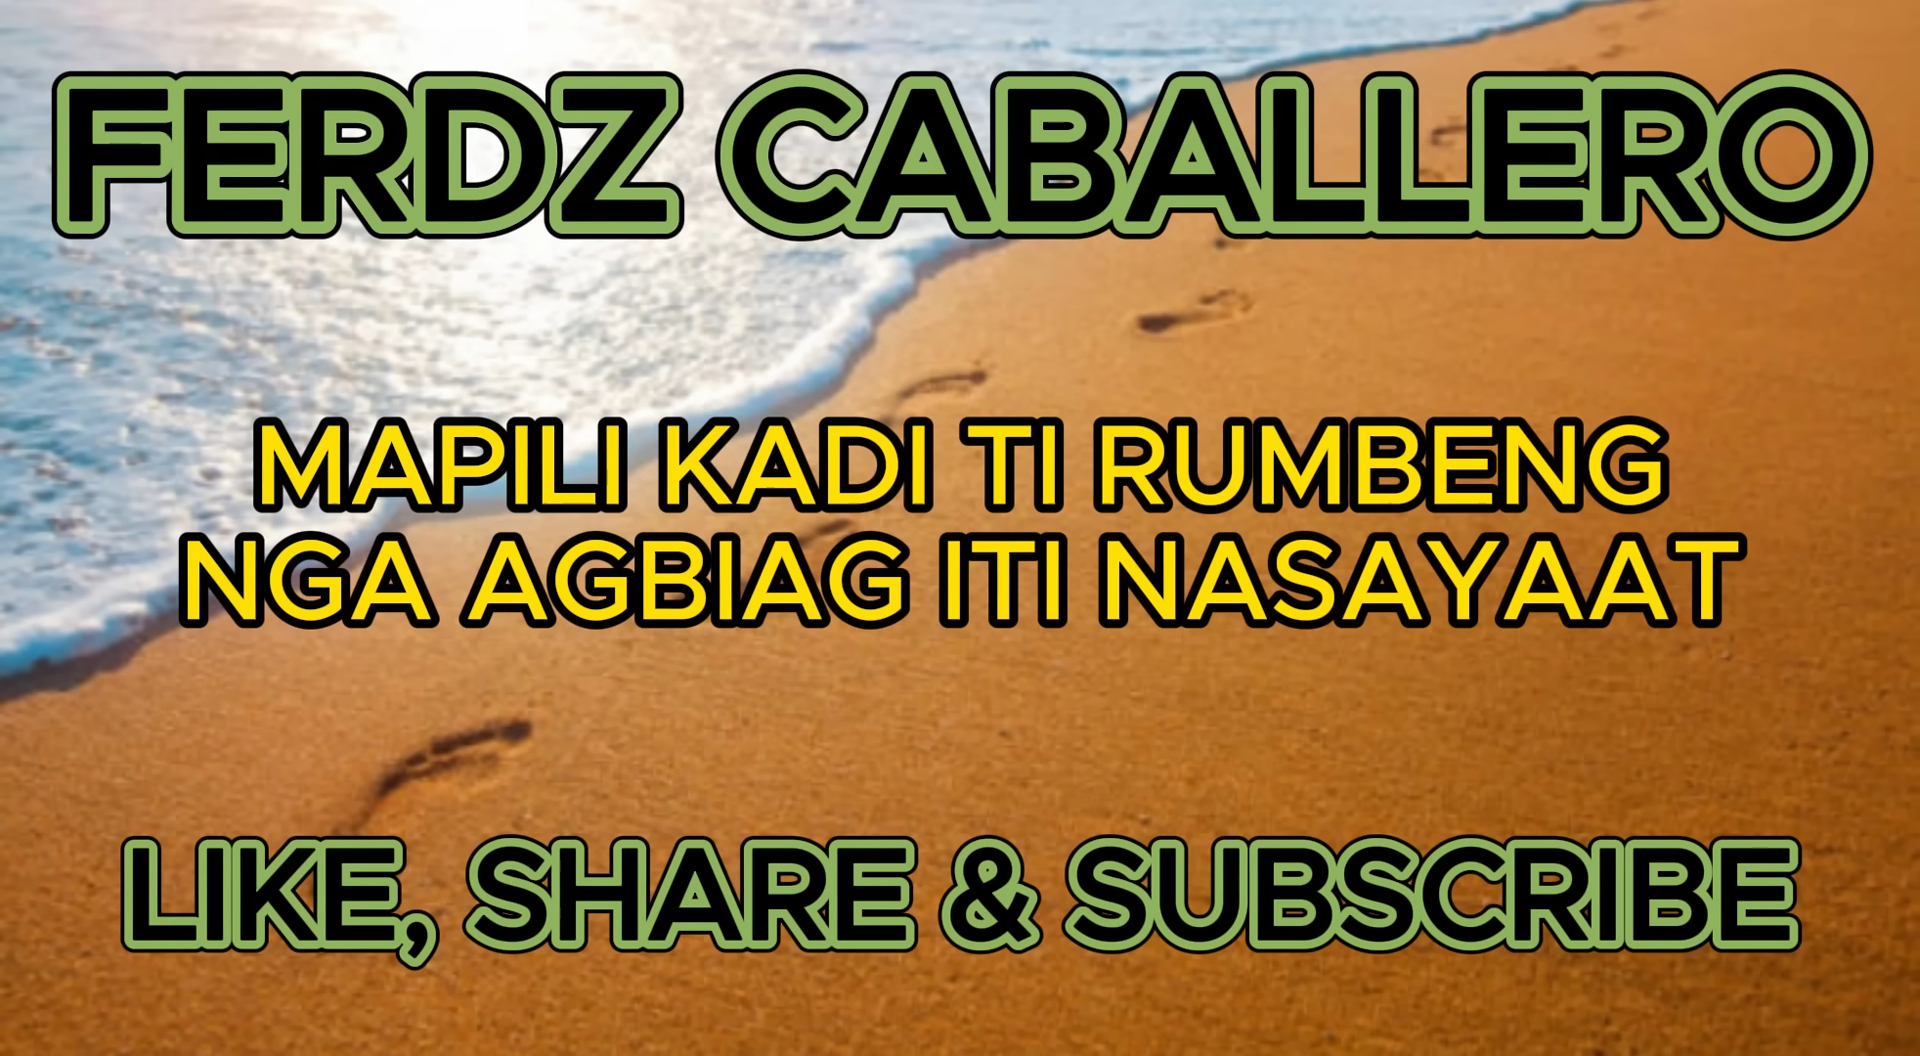 FERDZ CABALLERO
MAPILI KADI TI RUMBENG
NGA AGBIAG ITI NASAYAAT
LIKE, SHARE & SUBSCRIBE